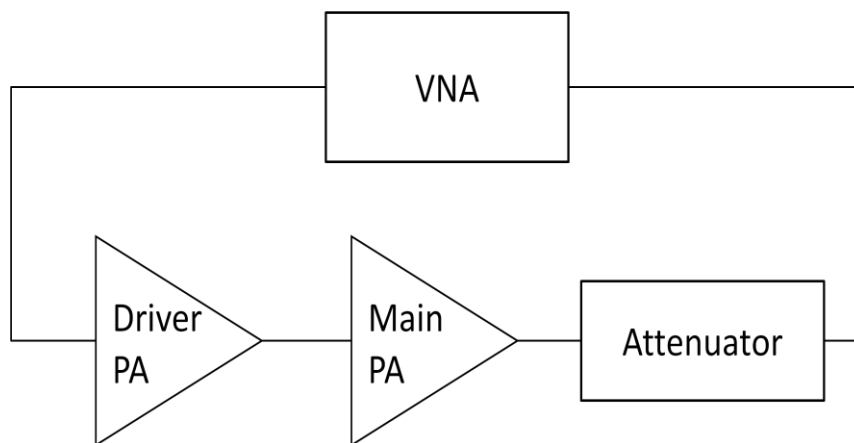 VNA
Driver
PA
Main
PA
Attenuator